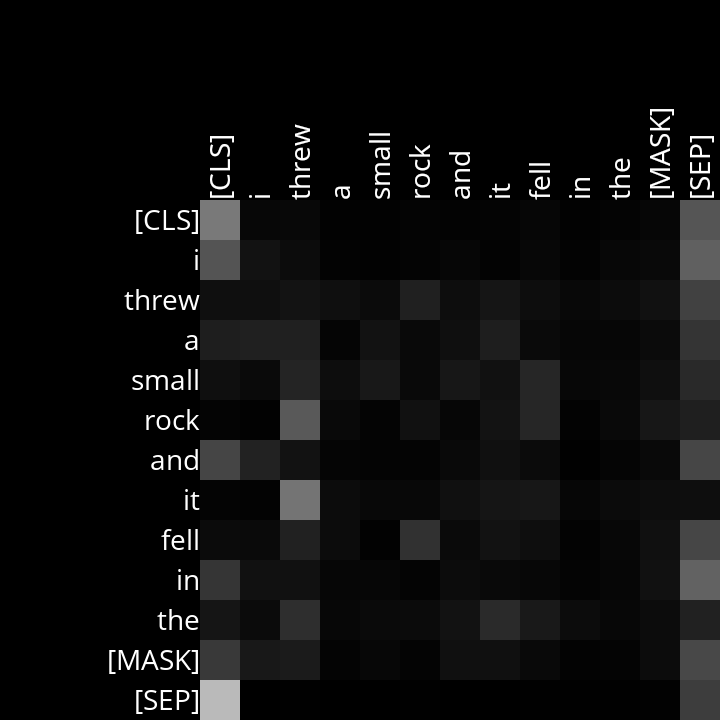 [CLS] i threw a small rock and it fell in the [MASK] [SEP]
[CLS]
i
threw
a
small
rock
and
it
fell
in
the
[MASK]
[SEP]